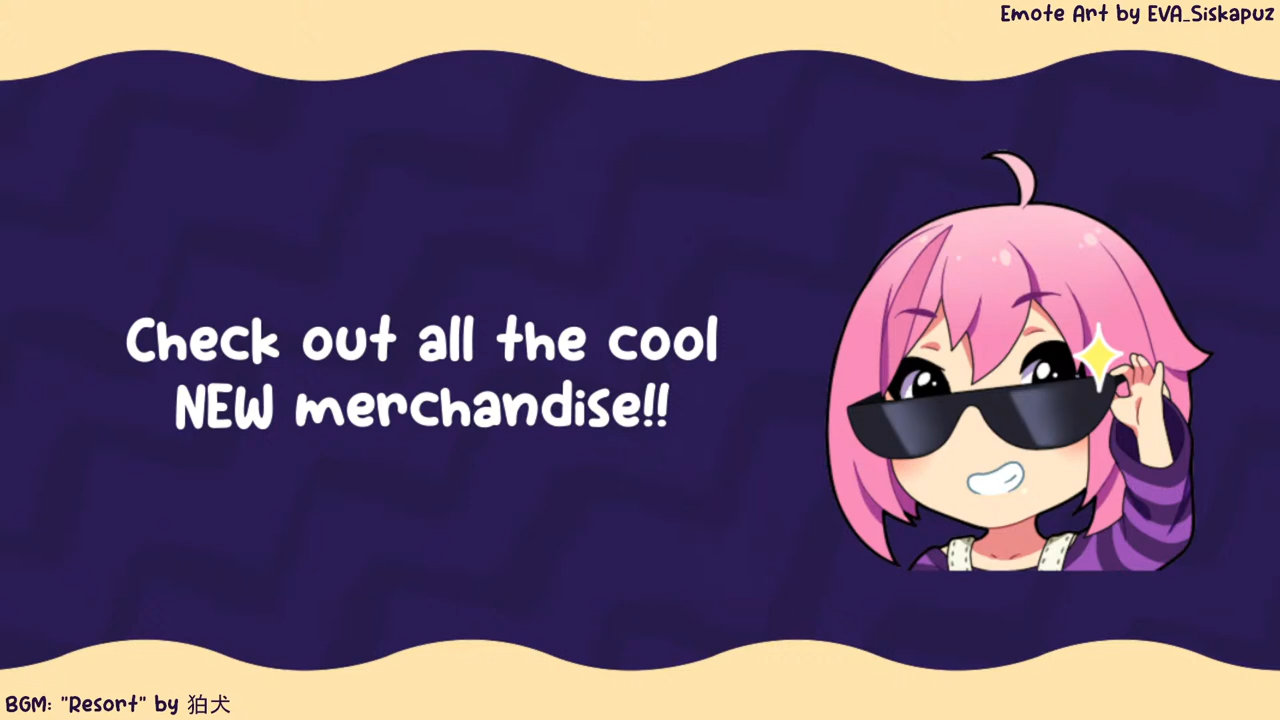 Emote Art by EVA_Siskapuz
Check out all the cool
NEW merchandise!!
BGM: "Resort" by 狛犬